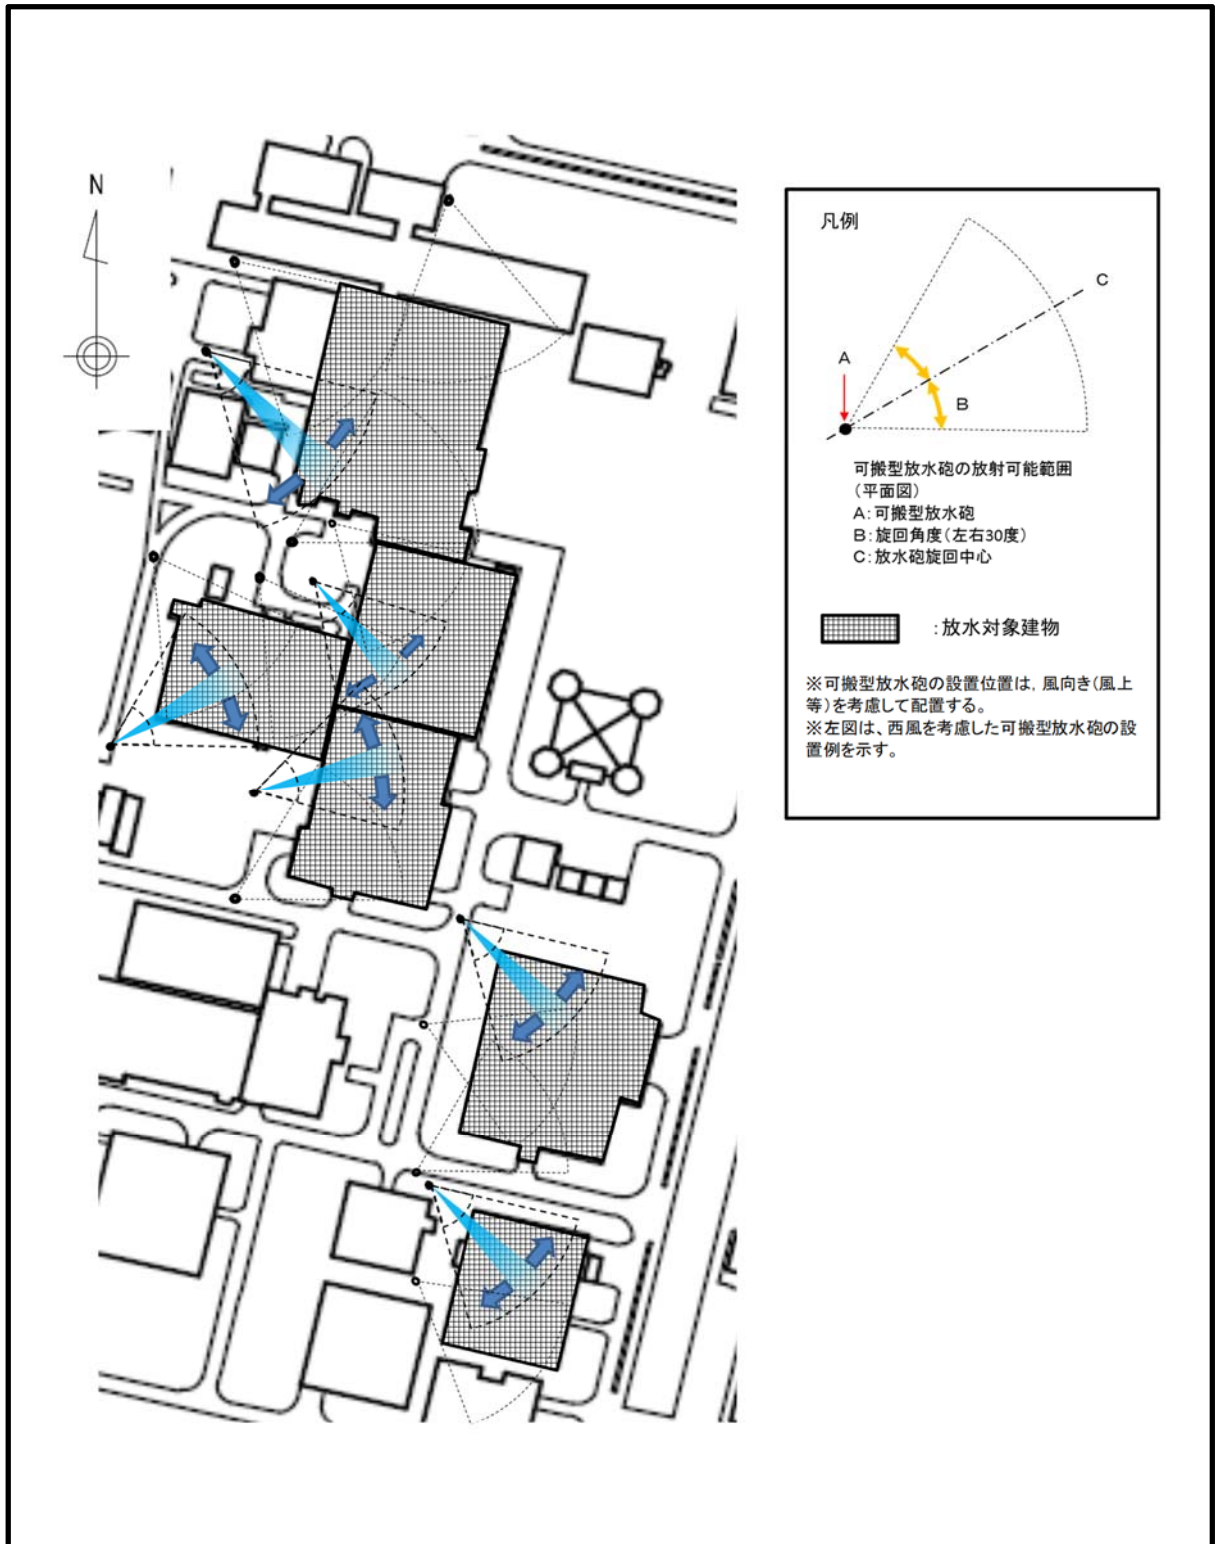 N
凡例
C
A
B
可搬型放水砲の放射可能範囲
（平面図）
A：可搬型放水砲
B：旋回角度（左右30度）
C：放水砲旋回中心
：放水対象建物
※可搬型放水砲の設置位置は，風向き（風上
等）を考慮して配置する。
※左図は、西風を考慮した可搬型放水砲の設
置例を示す。